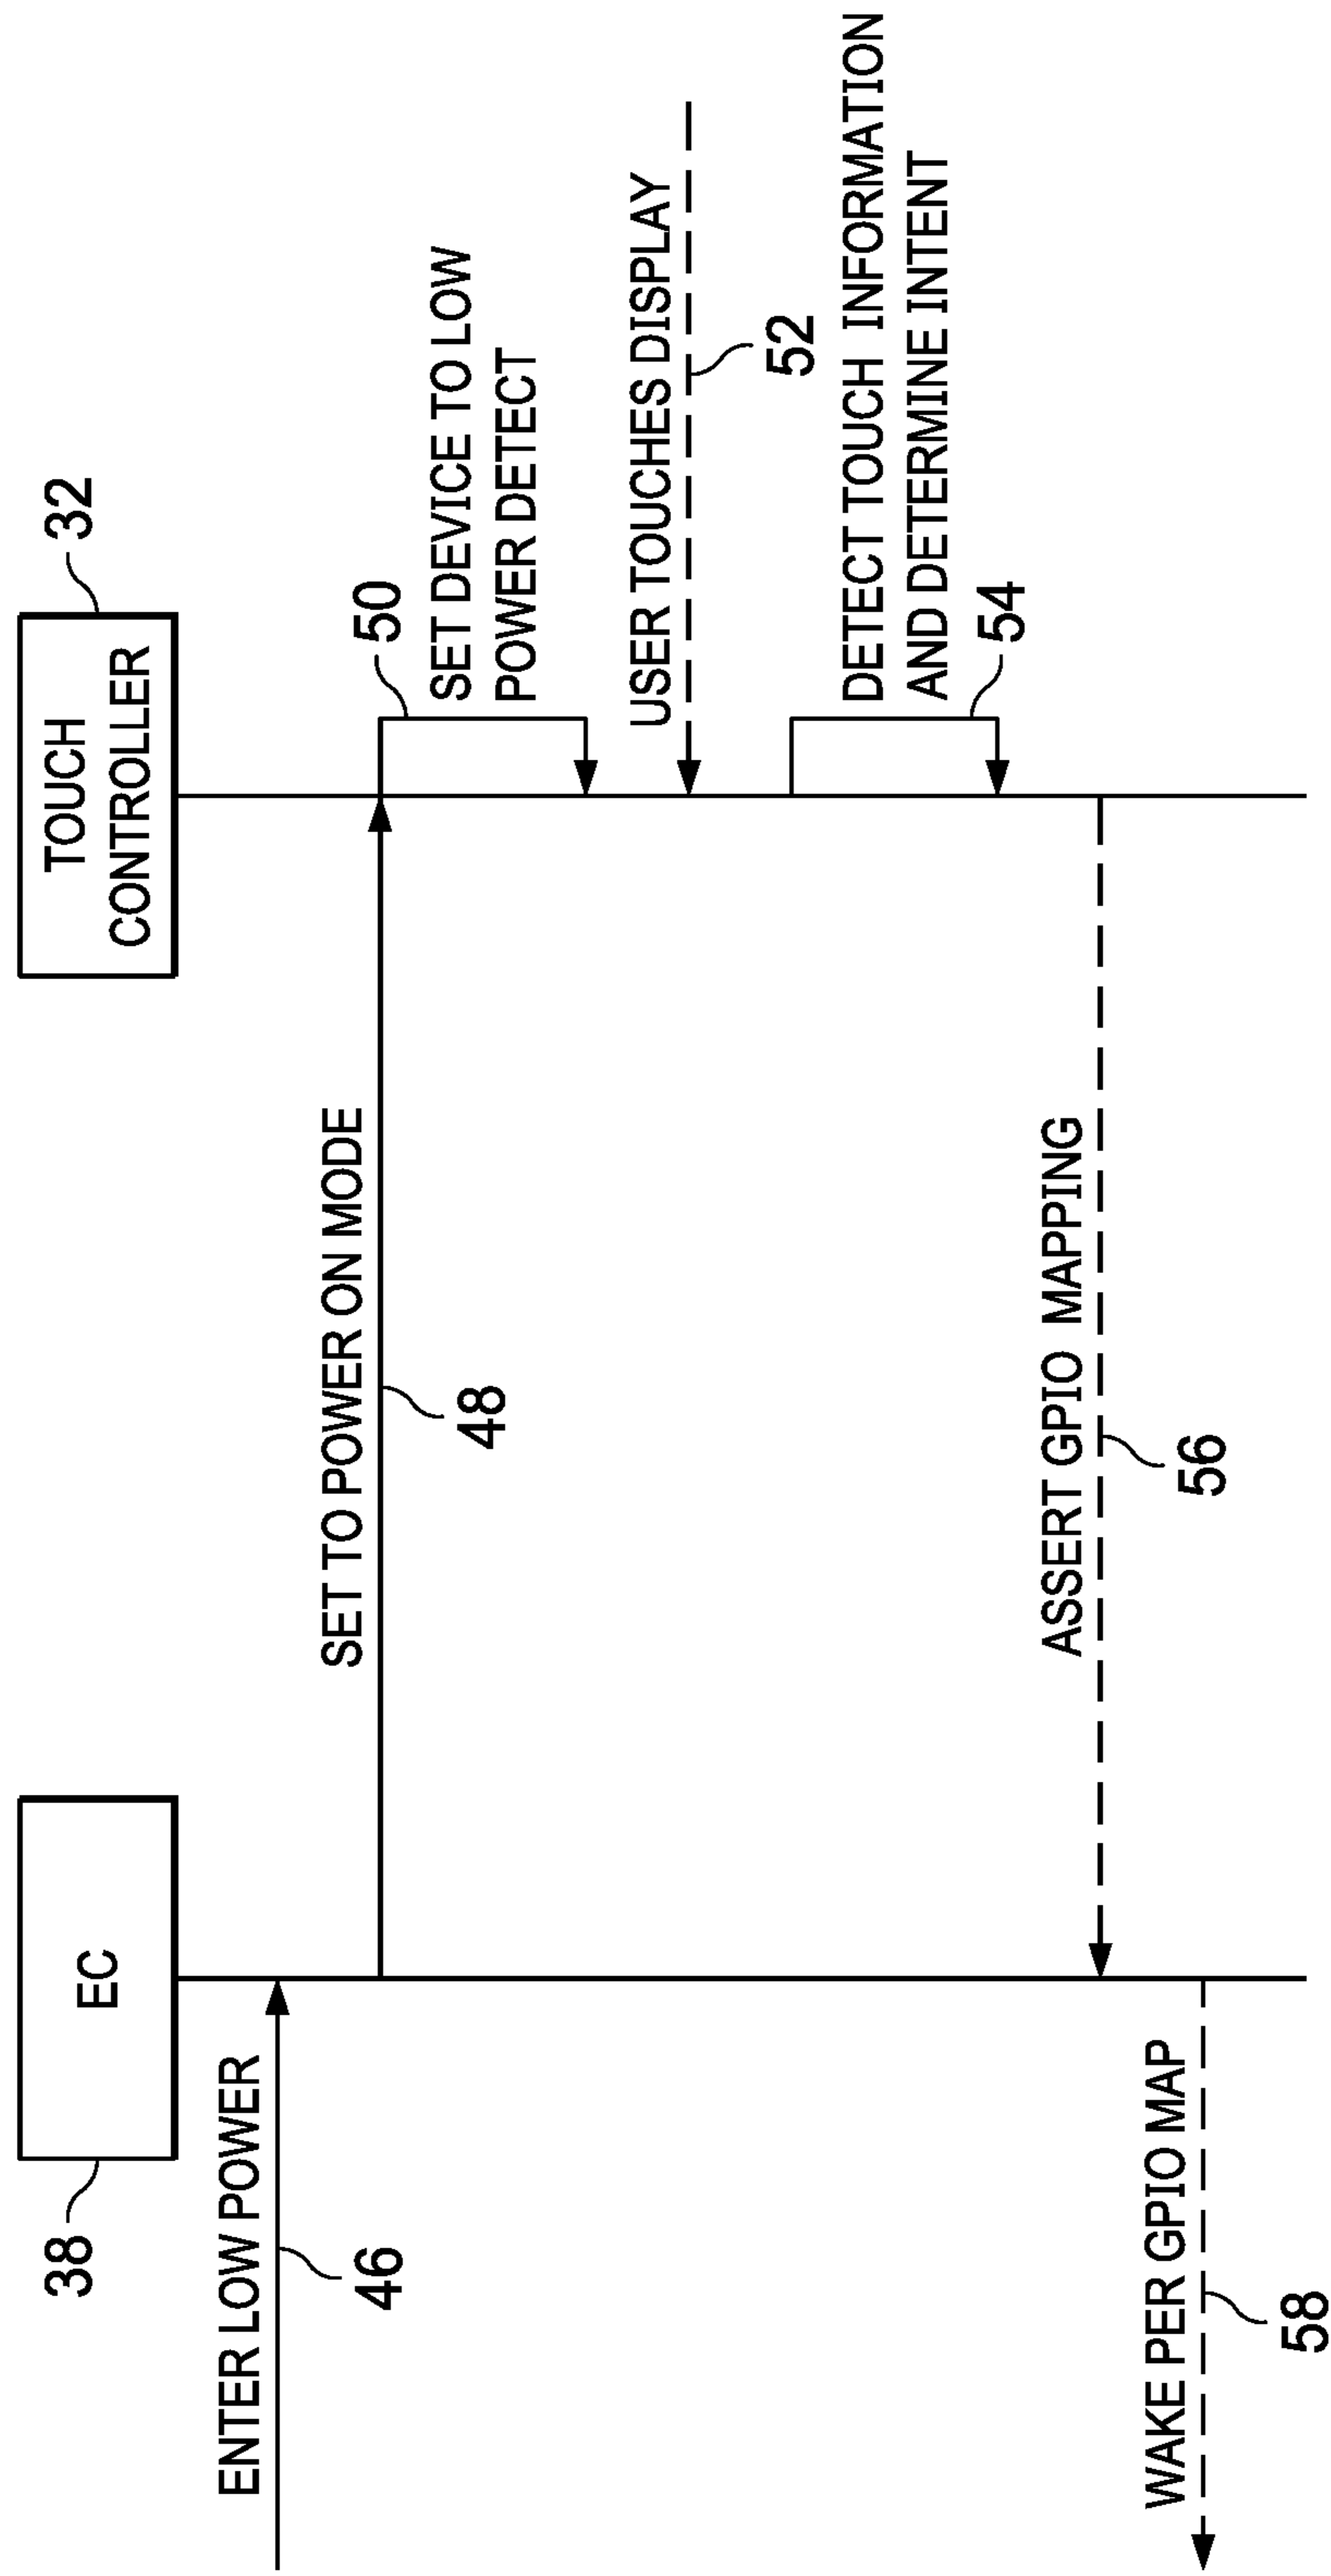 38
EC
TOUCH
CONTROLLER
32
ENTER LOW POWER
46
SET TO POWER ON MODE
48
50
SET DEVICE TO LOW
POWER DETECT
USER TOUCHES DISPLAY
52
DETECT TOUCH INFORMATION
AND DETERMINE INTENT
54
ASSERT GPIO MAPPING
56
WAKE PER GPIO MAP
58